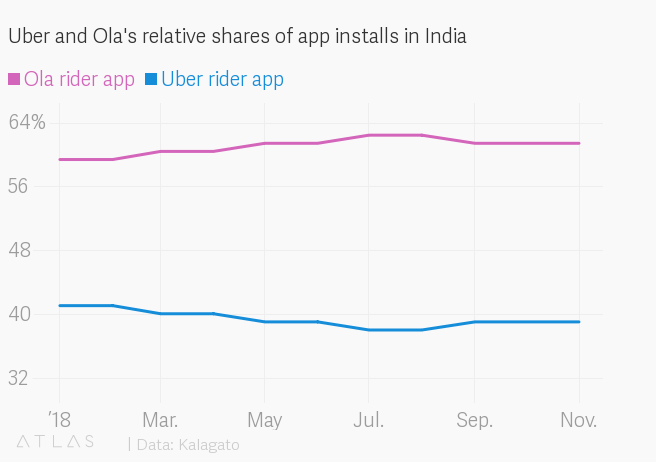 Uber and Ola's relative shares of app installs in India
Ola rider app Uber rider app
64%
56
48
40
32
'18 Mar. May Jul. Sep. Nov.
ATLAS | Data: Kalagato